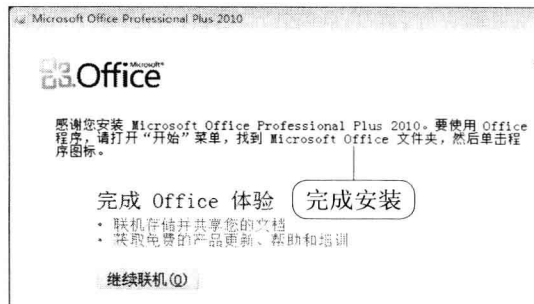 Microsoft Office Professional Plus 2010
Microsoft®
Office
感谢您安装 Microsoft Office Professional Plus 2010。要使用 Office
程序，请打开“开始”菜单，找到 Microsoft Office 文件夹，然后单击程
序图标。
完成 Office 体验
完成安装
• 联机存储并共享您的文档
• 获取免费的产品更新、帮助和培训
继续联机(O)